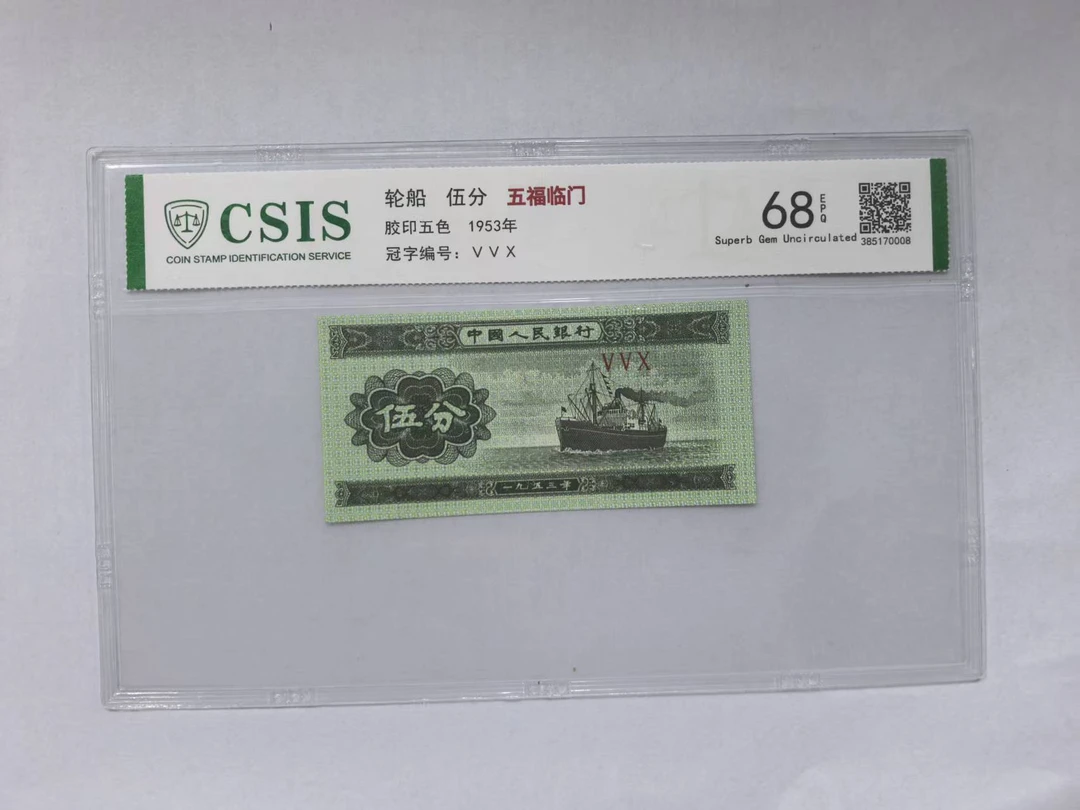 CSIS
COIN STAMP IDENTIFICATION SERVICE
轮船 伍分 五福临门
胶印五色 1953年
冠字编号：VVX
68 EPQ
Superb Gem Uncirculated
385170008
中國人民銀行
VVX
伍分
一九五三年